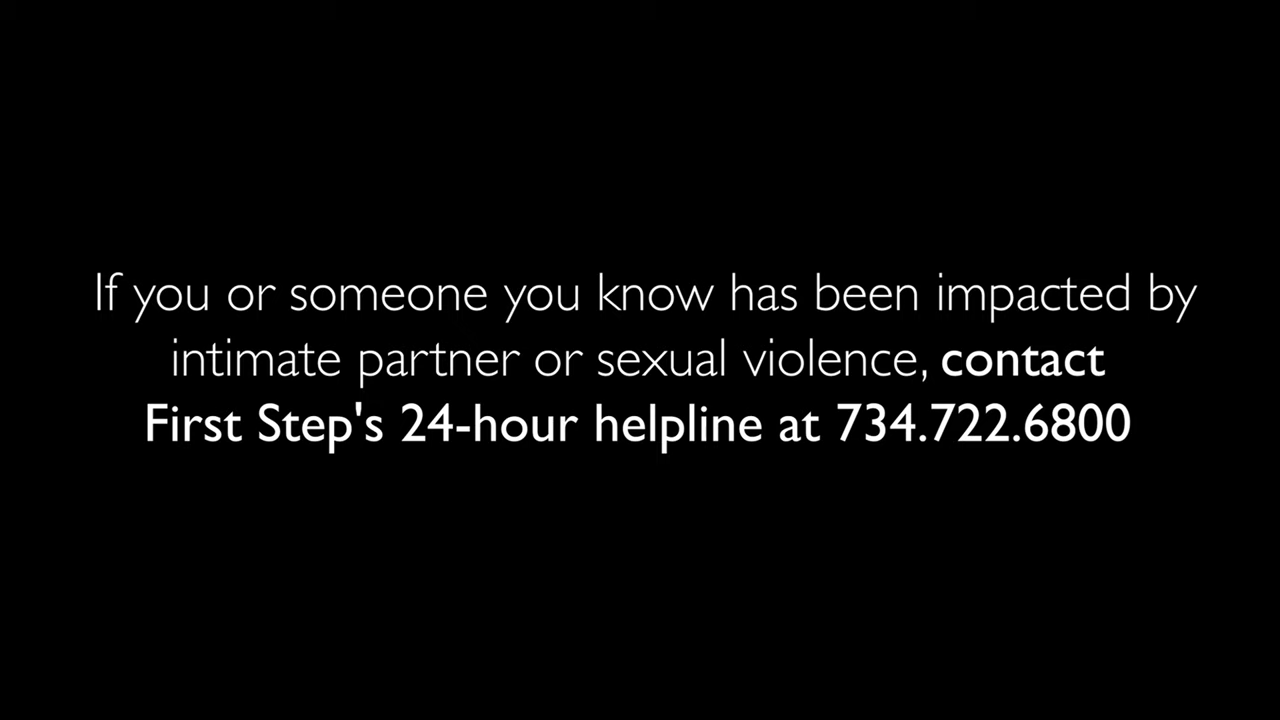 If you or someone you know has been impacted by
intimate partner or sexual violence, contact
First Step's 24-hour helpline at 734.722.6800